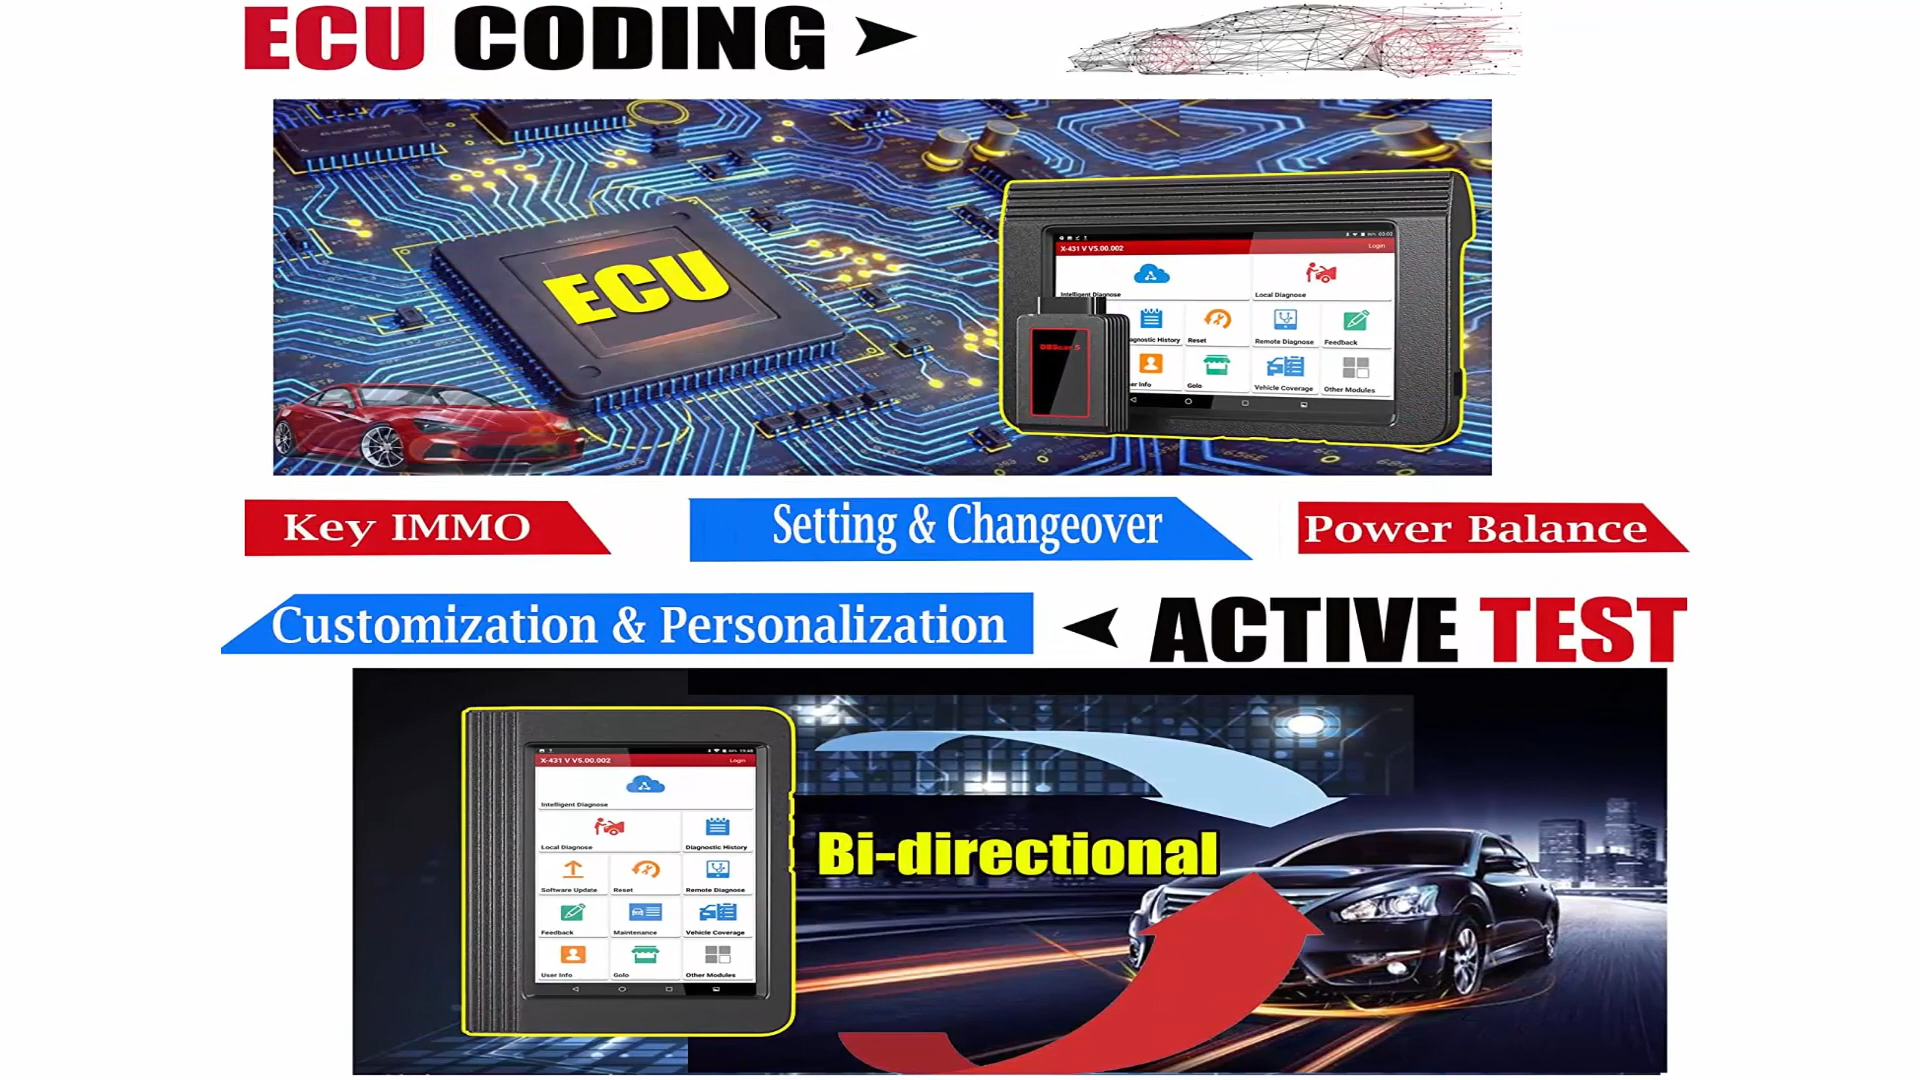 ECU CODING
ECU
X-431 V V5.00.002
Login
Intelligent Diagnose
Local Diagnose
Reset
Remote Diagnose
Feedback
Golo
Vehicle Coverage
Other Modules
Key IMMO
Setting & Changeover
Power Balance
Customization & Personalization
ACTIVE TEST
X-431 V V5.00.002
Login
Intelligent Diagnose
Local Diagnose
Diagnostic History
Software Update
Reset
Remote Diagnose
Feedback
Maintenance
Vehicle Coverage
User Info
Golo
Other Modules
Bi-directional